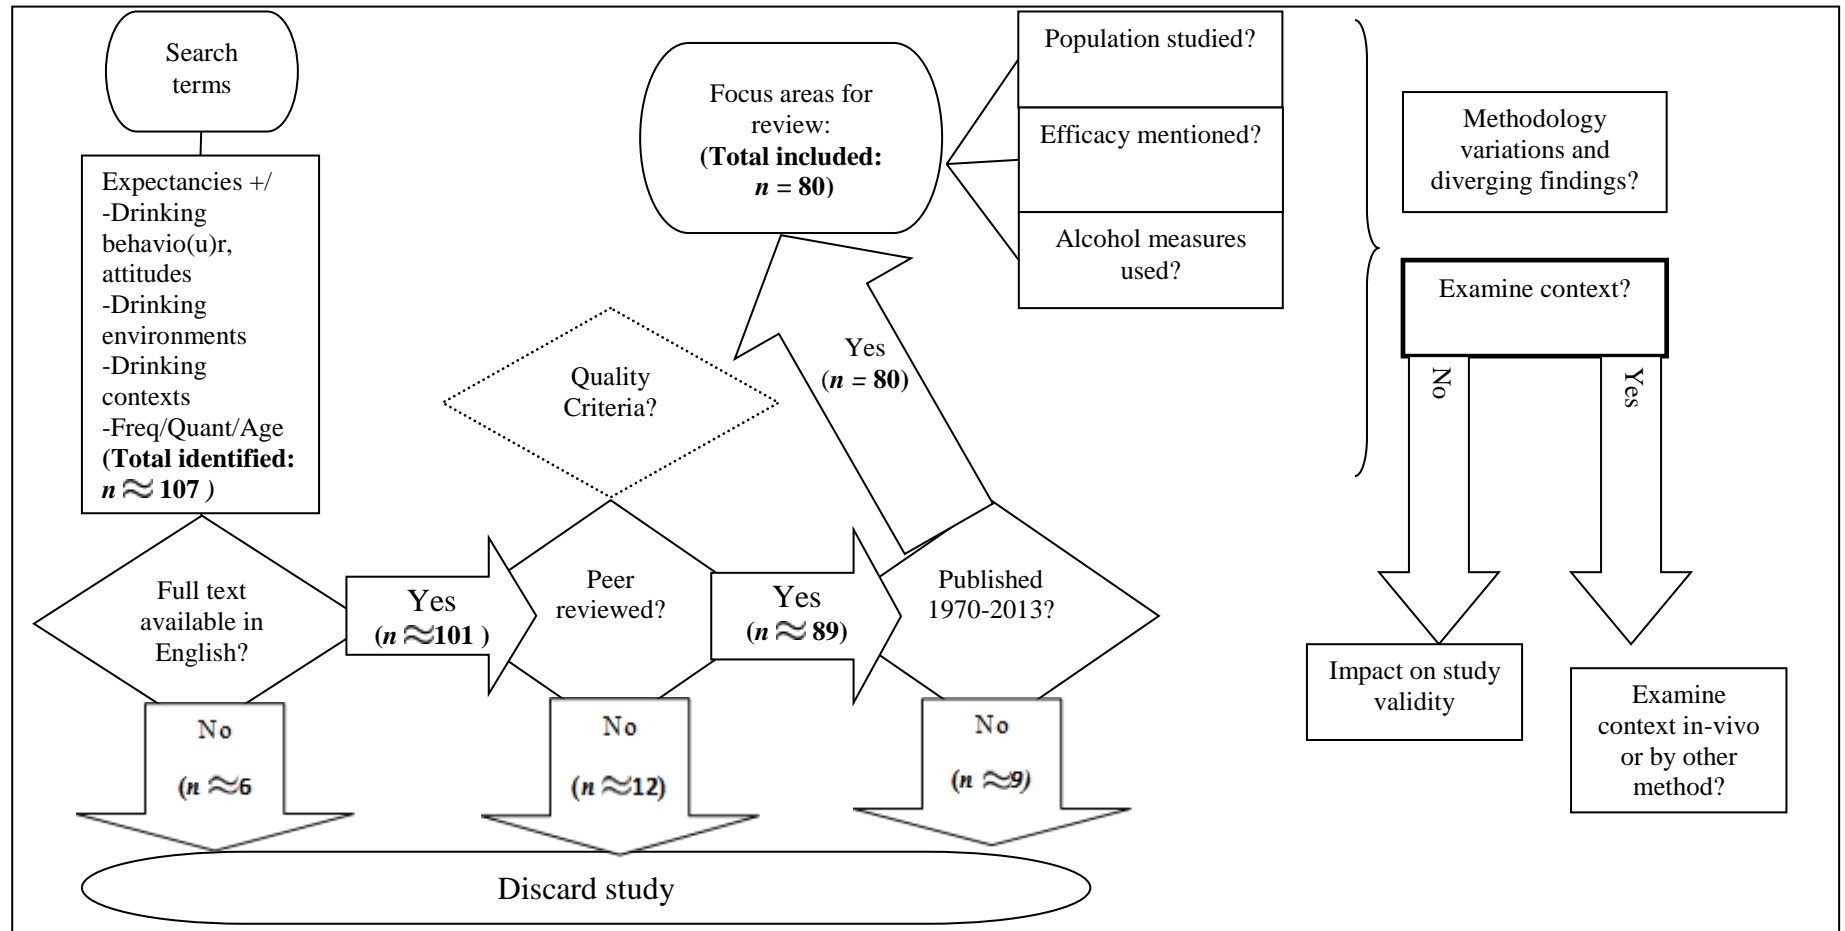 Search
terms
Expectancies +/
-Drinking
behavio(u)r,
attitudes
-Drinking
environments
-Drinking
contexts
-Freq/Quant/Age
(Total identified:
n ≈ 107 )
Full text
available in
English?
Yes
(n ≈101 )
No
(n ≈6
Quality
Criteria?
Peer
reviewed?
Yes
(n ≈ 89)
No
(n ≈12)
Published
1970-2013?
Yes
(n = 80)
No
(n ≈9)
Discard study
Focus areas for
review:
(Total included:
n = 80)
Population studied?
Efficacy mentioned?
Alcohol measures
used?
Methodology
variations and
diverging findings?
Examine context?
No
Yes
Impact on study
validity
Examine
context in-vivo
or by other
method?